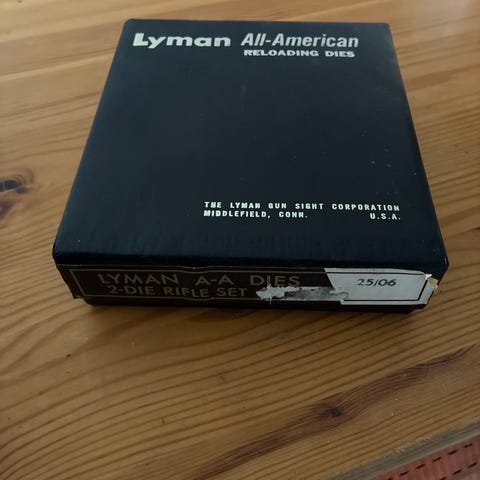 Lyman All-American
RELOADING DIES
THE LYMAN GUN SIGHT CORPORATION
MIDDLEFIELD, CONN. U.S.A.
LYMAN A-A DIES
2-DIE RIFLE SET
25/06